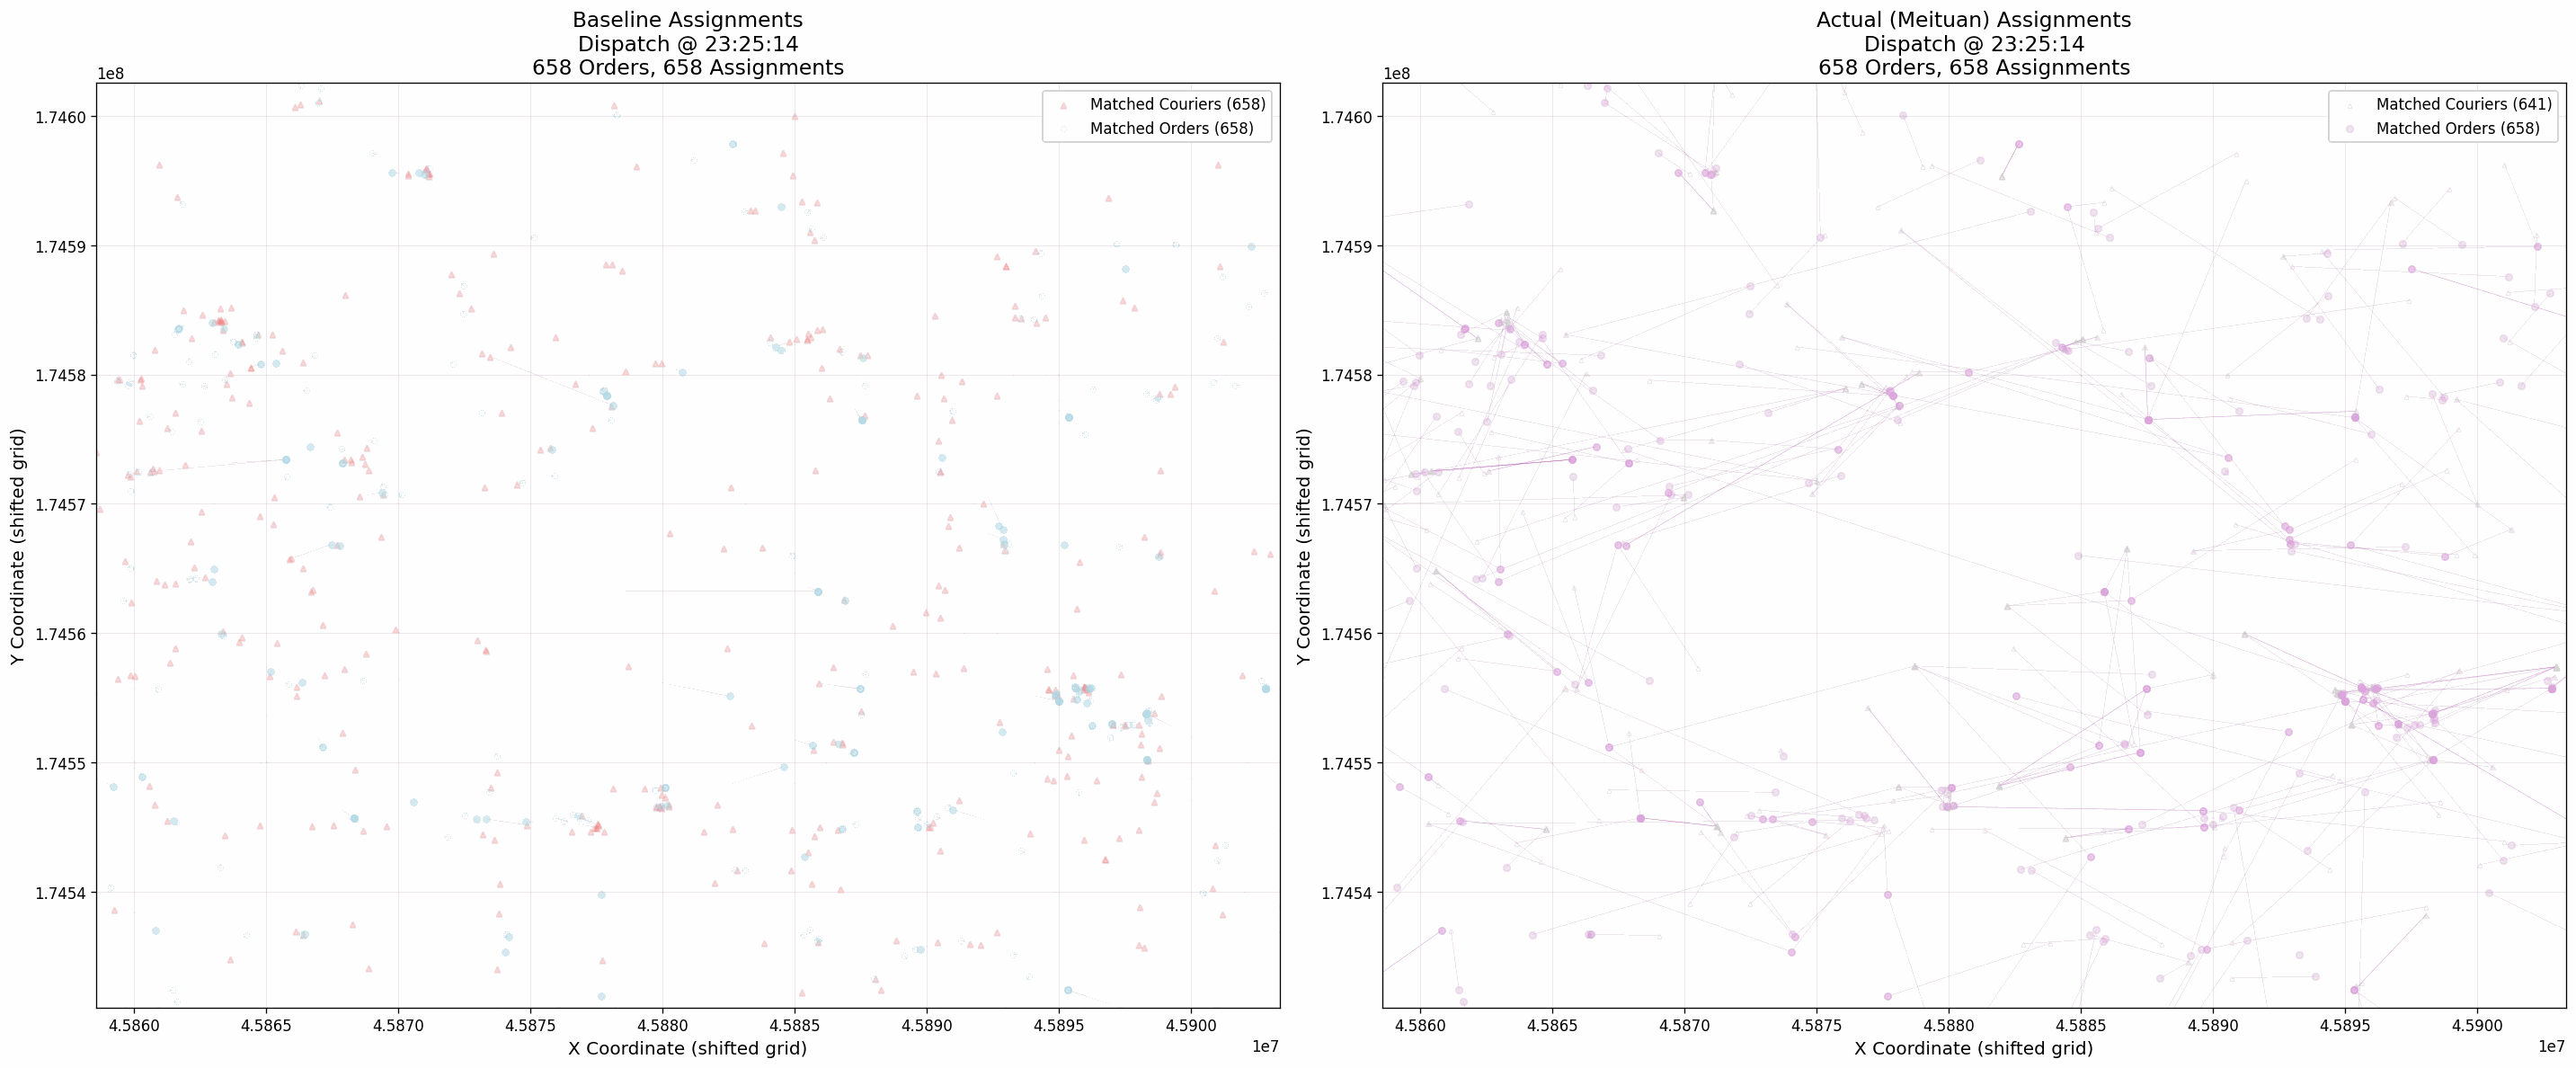 Baseline Assignments
Dispatch @ 23:25:14
658 Orders, 658 Assignments
1e8
Matched Couriers (658)
Matched Orders (658)
1.7460
1.7459
1.7458
1.7457
1.7456
1.7455
1.7454
Y Coordinate (shifted grid)
4.5860 4.5865 4.5870 4.5875 4.5880 4.5885 4.5890 4.5895 4.5900
X Coordinate (shifted grid)
1e7
Actual (Meituan) Assignments
Dispatch @ 23:25:14
658 Orders, 658 Assignments
1e8
Matched Couriers (641)
Matched Orders (658)
1.7460
1.7459
1.7458
1.7457
1.7456
1.7455
1.7454
Y Coordinate (shifted grid)
4.5860 4.5865 4.5870 4.5875 4.5880 4.5885 4.5890 4.5895 4.5900
X Coordinate (shifted grid)
1e7